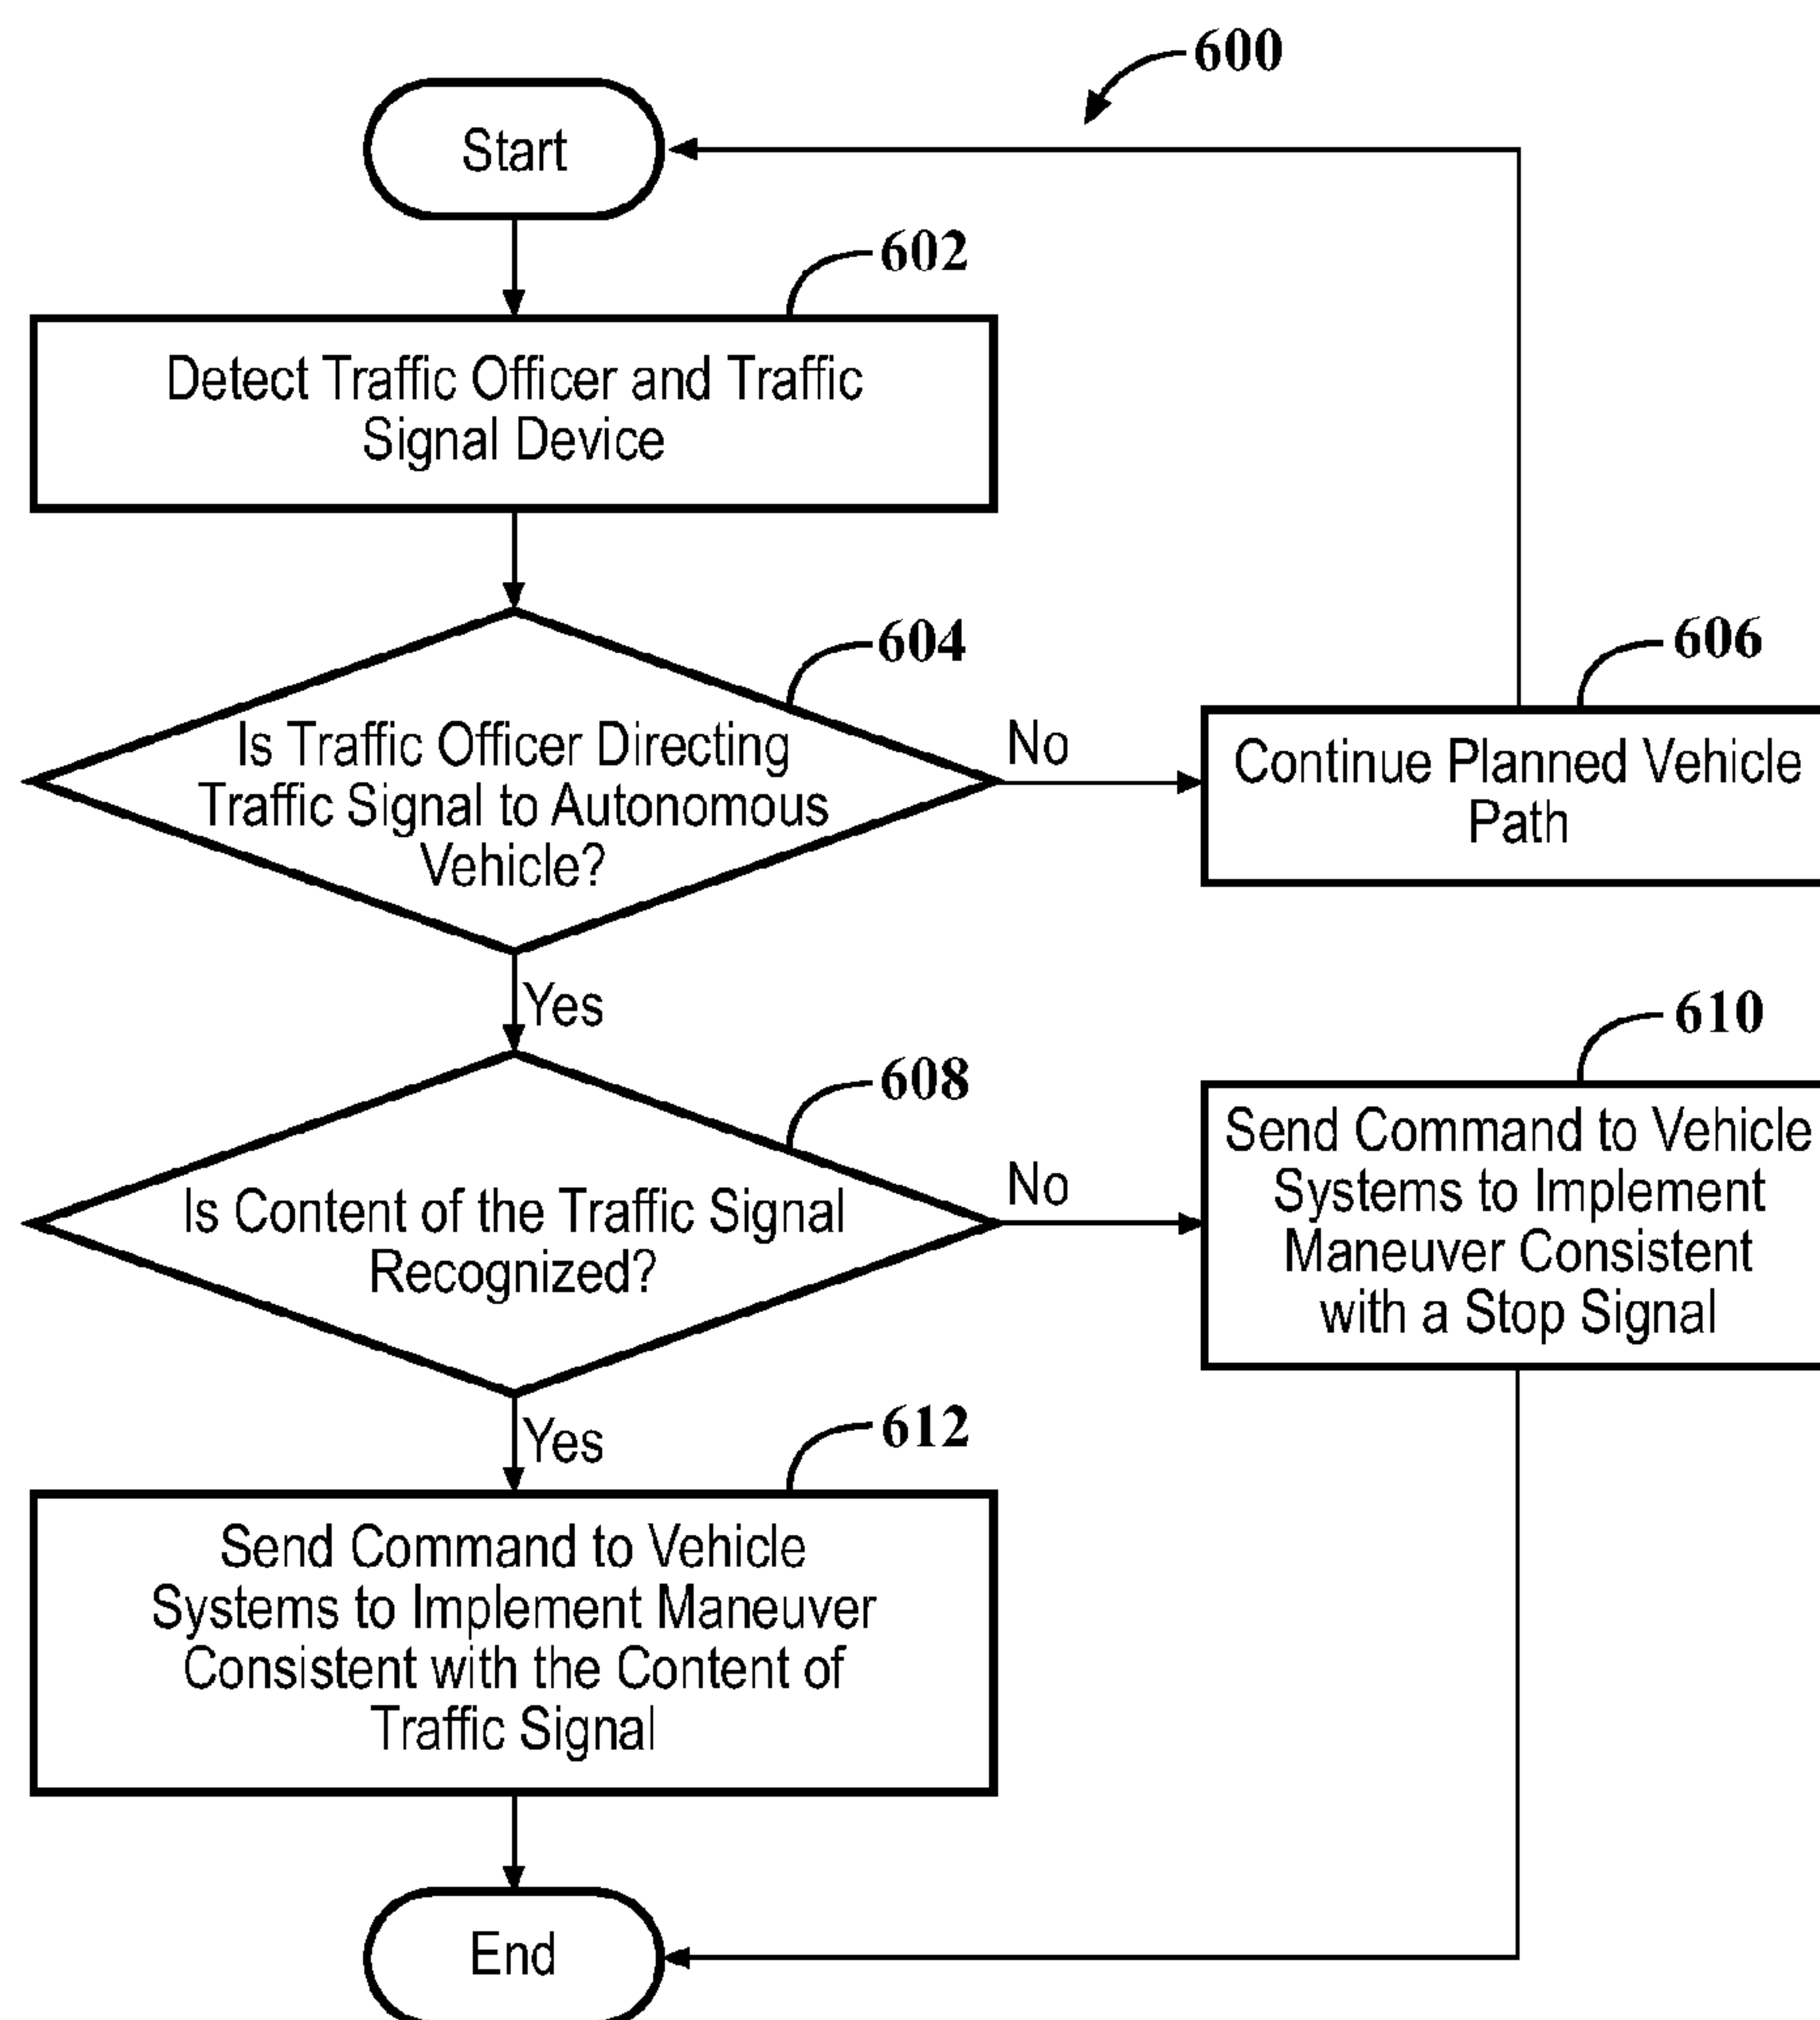 600
Start
602
Detect Traffic Officer and Traffic
Signal Device
604
Is Traffic Officer Directing
Traffic Signal to Autonomous
Vehicle?
No
606
Continue Planned Vehicle
Path
Yes
608
Is Content of the Traffic Signal
Recognized?
No
610
Send Command to Vehicle
Systems to Implement
Maneuver Consistent
with a Stop Signal
Yes
612
Send Command to Vehicle
Systems to Implement Maneuver
Consistent with the Content of
Traffic Signal
End